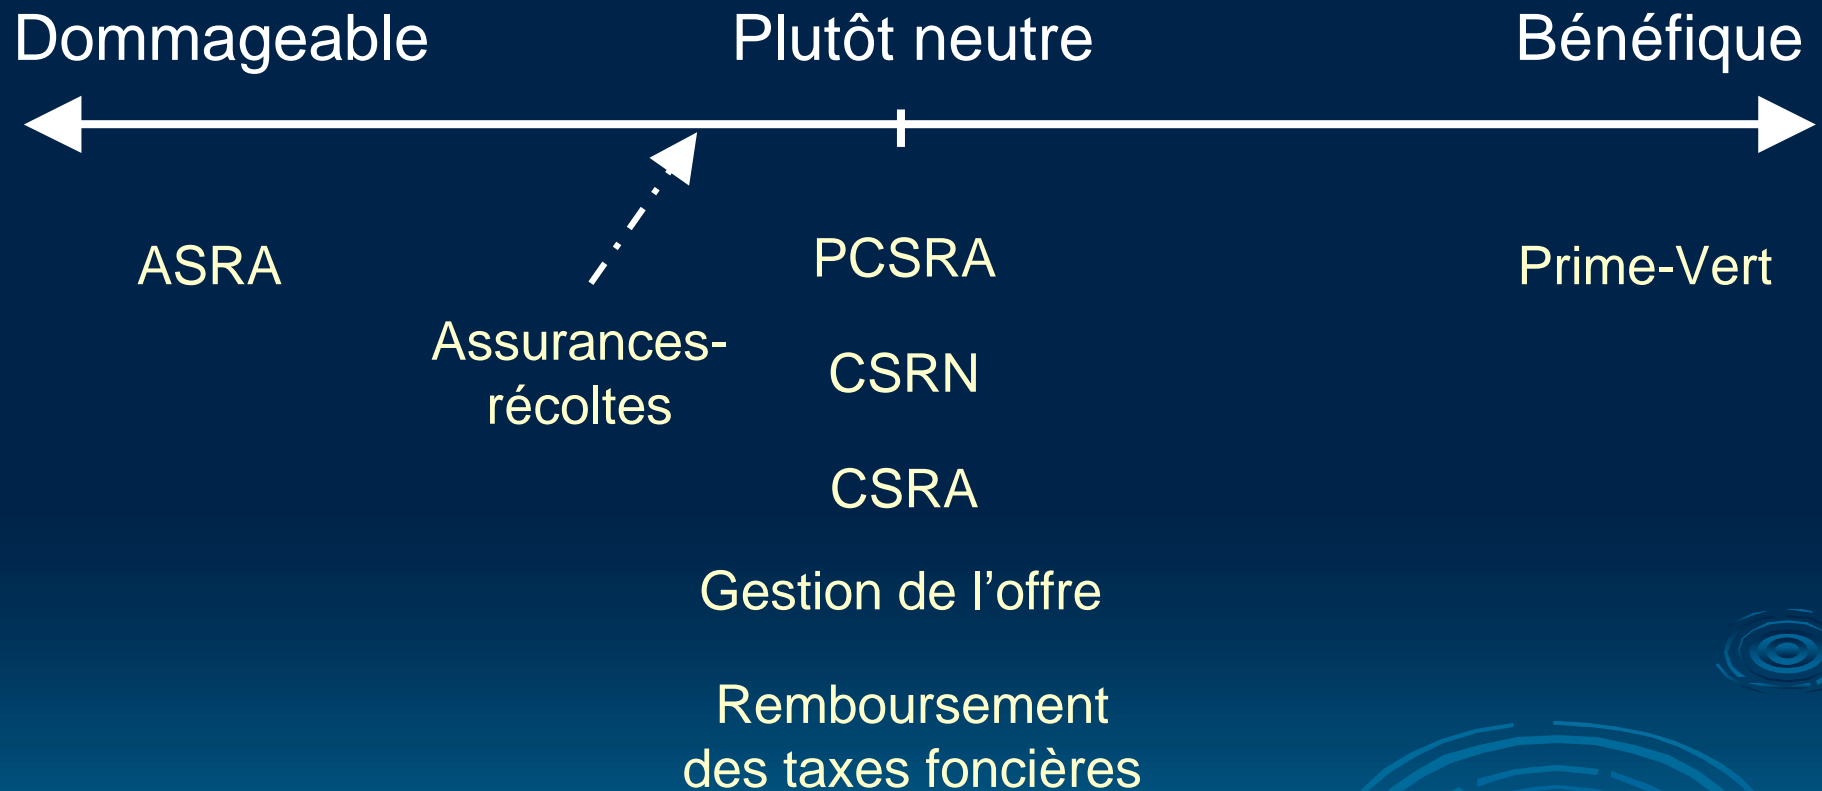 Dommageable
Plutôt neutre
Bénéfique
ASRA
Assurances-
récoltes
PCSRA
CSRN
CSRA
Gestion de l’offre
Remboursement
des taxes foncières
Prime-Vert